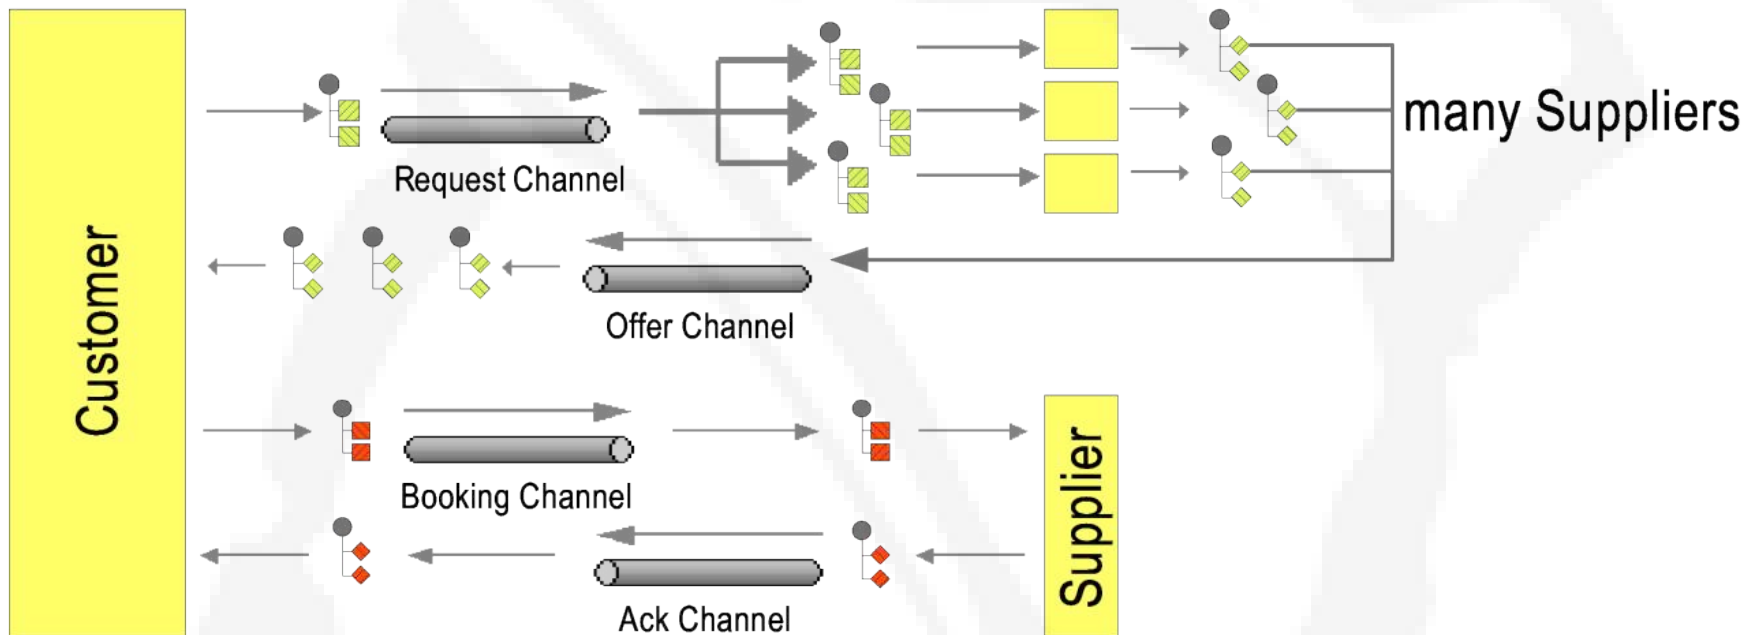 many Suppliers
Request Channel
Customer
Offer Channel
Booking Channel
Supplier
Ack Channel